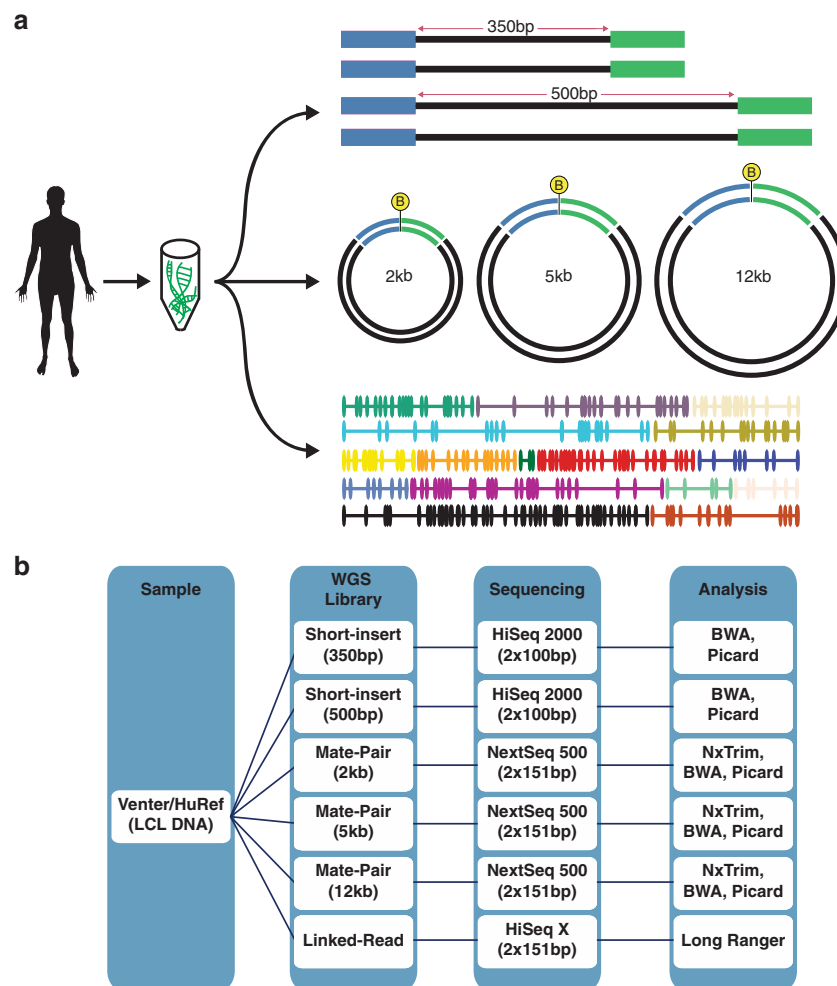 a
350bp
500bp
B
B
B
2kb
5kb
12kb
b
Sample
WGS
Library
Sequencing
Analysis
Venter/HuRef
(LCL DNA)
Short-insert
(350bp)
HiSeq 2000
(2x100bp)
BWA,
Picard
Short-insert
(500bp)
HiSeq 2000
(2x100bp)
BWA,
Picard
Mate-Pair
(2kb)
NextSeq 500
(2x151bp)
NxTrim,
BWA, Picard
Mate-Pair
(5kb)
NextSeq 500
(2x151bp)
NxTrim,
BWA, Picard
Mate-Pair
(12kb)
NextSeq 500
(2x151bp)
NxTrim,
BWA, Picard
Linked-Read
HiSeq X
(2x151bp)
Long Ranger